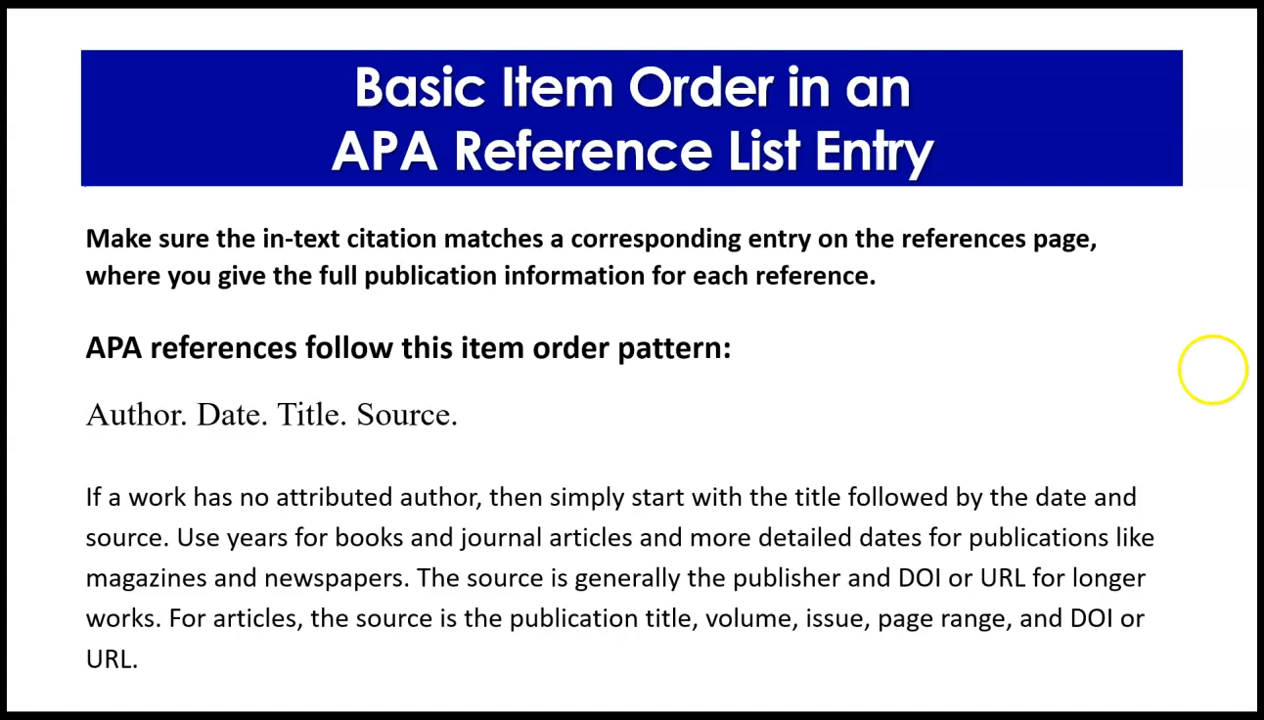 Basic Item Order in an
APA Reference List Entry
Make sure the in-text citation matches a corresponding entry on the references page,
where you give the full publication information for each reference.
APA references follow this item order pattern:
Author. Date. Title. Source.
If a work has no attributed author, then simply start with the title followed by the date and
source. Use years for books and journal articles and more detailed dates for publications like
magazines and newspapers. The source is generally the publisher and DOI or URL for longer
works. For articles, the source is the publication title, volume, issue, page range, and DOI or
URL.